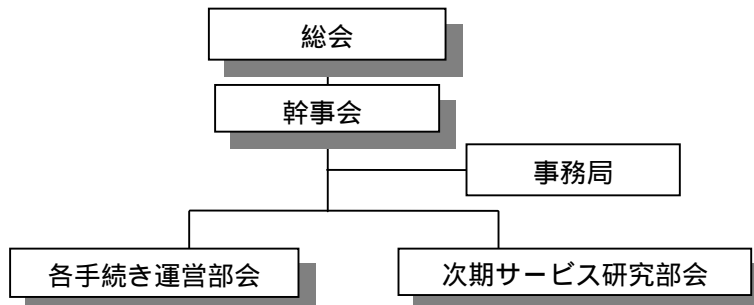 総会
幹事会
事務局
各手続き運営部会
次期サービス研究部会